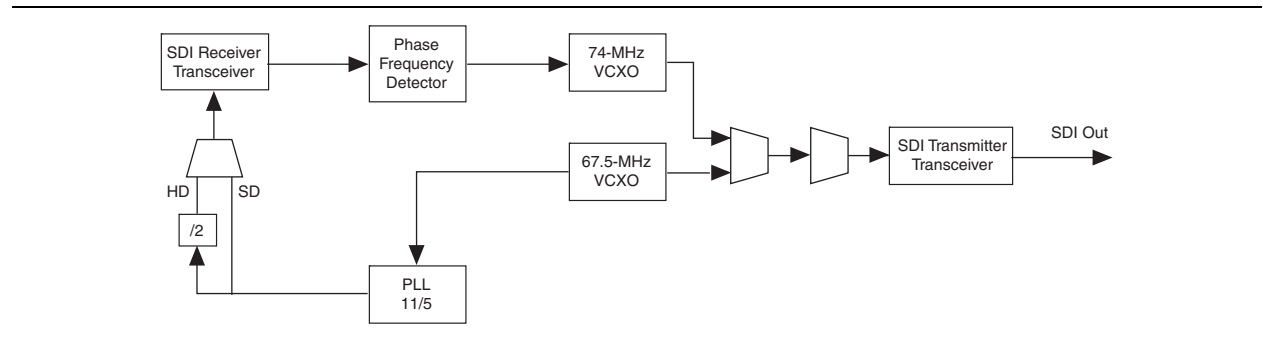 SDI Receiver
Transceiver
Phase
Frequency
Detector
74-MHz
VCXO
SDI Out
SDI Transmitter
Transceiver
67.5-MHz
VCXO
HD
SD
/2
PLL
11/5